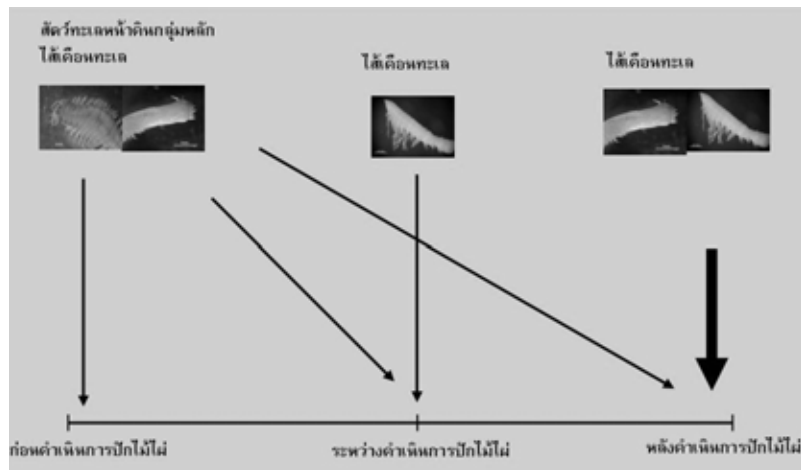 สัตว์ทะเลหน้าดินกลุ่มหลัก
ไส้เดือนทะเล
ไส้เดือนทะเล
ไส้เดือนทะเล
ก่อนดำเนินการปักไม้ไผ่
ระหว่างดำเนินการปักไม้ไผ่
หลังดำเนินการปักไม้ไผ่